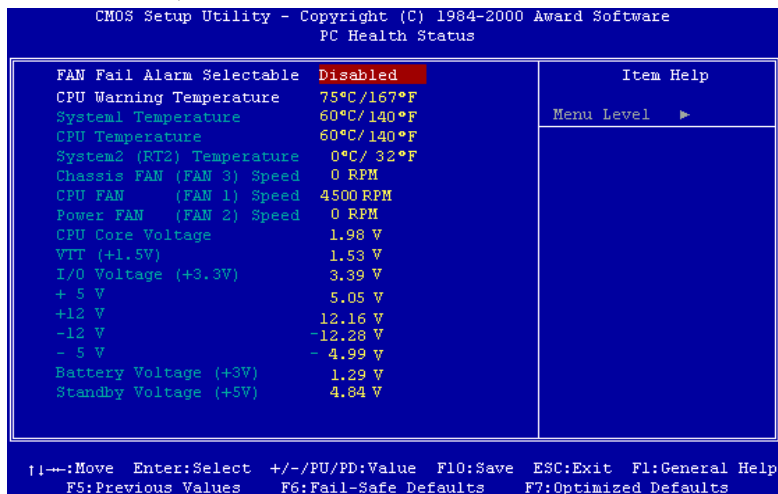 CMOS Setup Utility - Copyright (C) 1984-2000 Award Software
PC Health Status
FAN Fail Alarm Selectable Disabled
CPU Warning Temperature 75°C/167°F
System1 Temperature 60°C/140°F
CPU Temperature 60°C/140°F
System2 (RT2) Temperature 0°C/ 32°F
Chassis FAN (FAN 3) Speed 0 RPM
CPU FAN (FAN 1) Speed 4500 RPM
Power FAN (FAN 2) Speed 0 RPM
CPU Core Voltage 1.98 V
VTT (+1.5V) 1.53 V
I/O Voltage (+3.3V) 3.39 V
+ 5 V 5.05 V
+12 V 12.16 V
-12 V -12.28 V
- 5 V - 4.99 V
Battery Voltage (+3V) 1.29 V
Standby Voltage (+5V) 4.84 V
Item Help
Menu Level ►
↑↓→←:Move Enter:Select +/-/PU/PD:Value F10:Save ESC:Exit F1:General Help
F5:Previous Values F6:Fail-Safe Defaults F7:Optimized Defaults